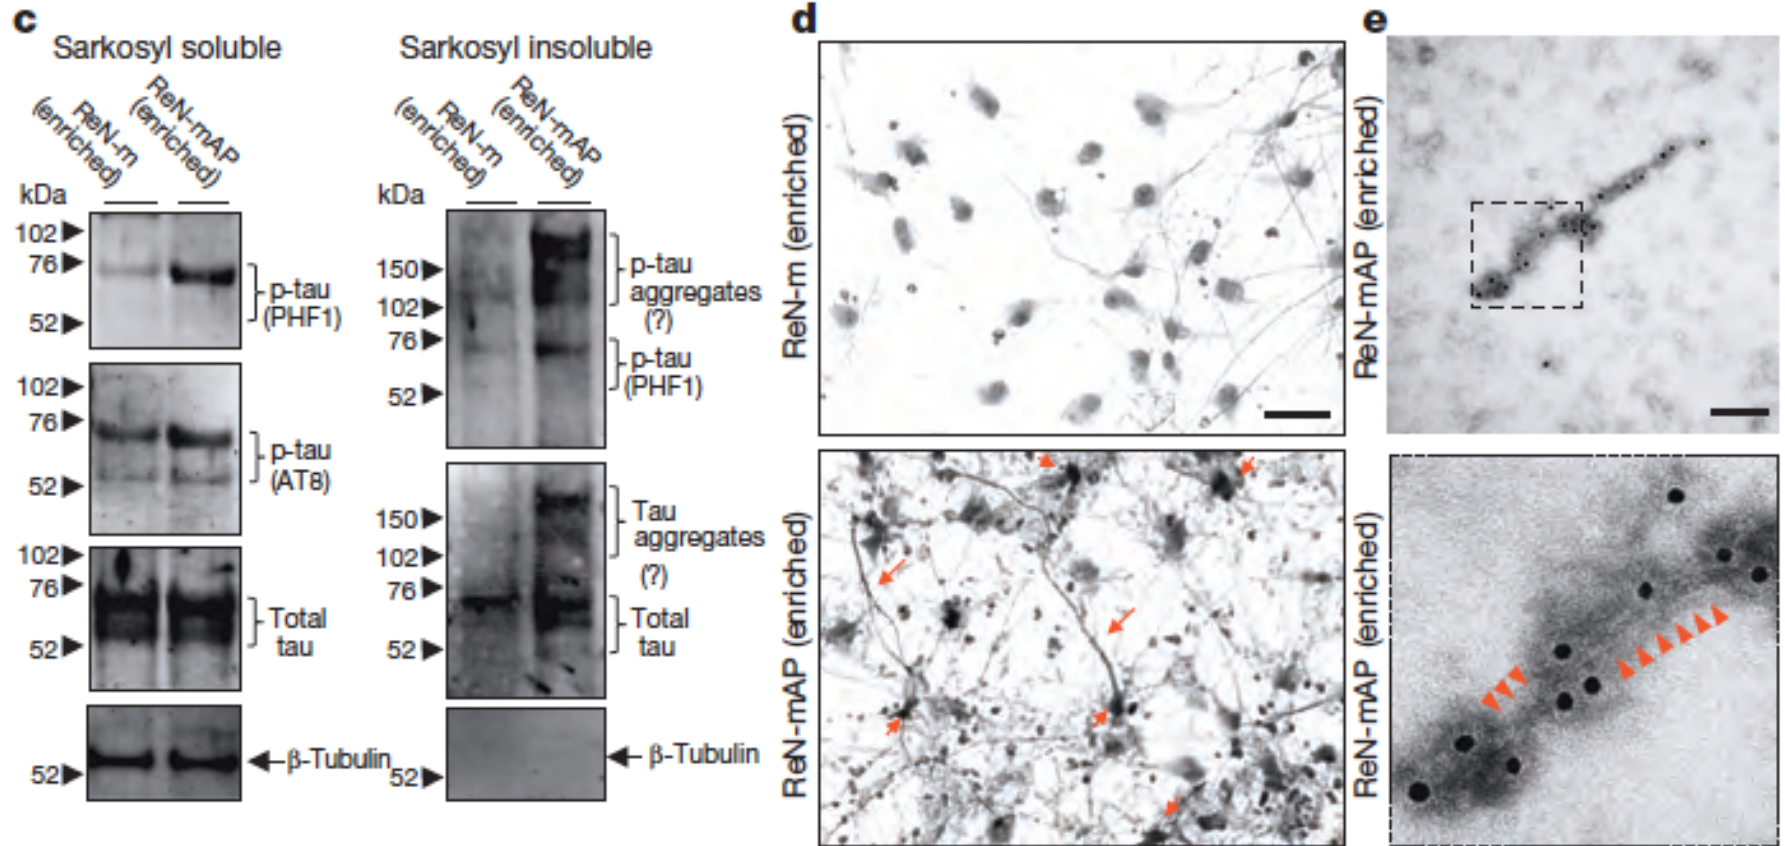 c
Sarkosyl soluble
ReN-m
(enriched)
ReN-mAP
(enriched)
kDa
102
76
52
p-tau
(PHF1)
102
76
52
p-tau
(AT8)
102
76
52
Total
tau
52
β-Tubulin
Sarkosyl insoluble
ReN-m
(enriched)
ReN-mAP
(enriched)
kDa
150
102
76
52
p-tau
aggregates
(?)
p-tau
(PHF1)
150
102
76
52
Tau
aggregates
(?)
Total
tau
52
β-Tubulin
d
ReN-m (enriched)
ReN-mAP (enriched)
e
ReN-mAP (enriched)
ReN-mAP (enriched)